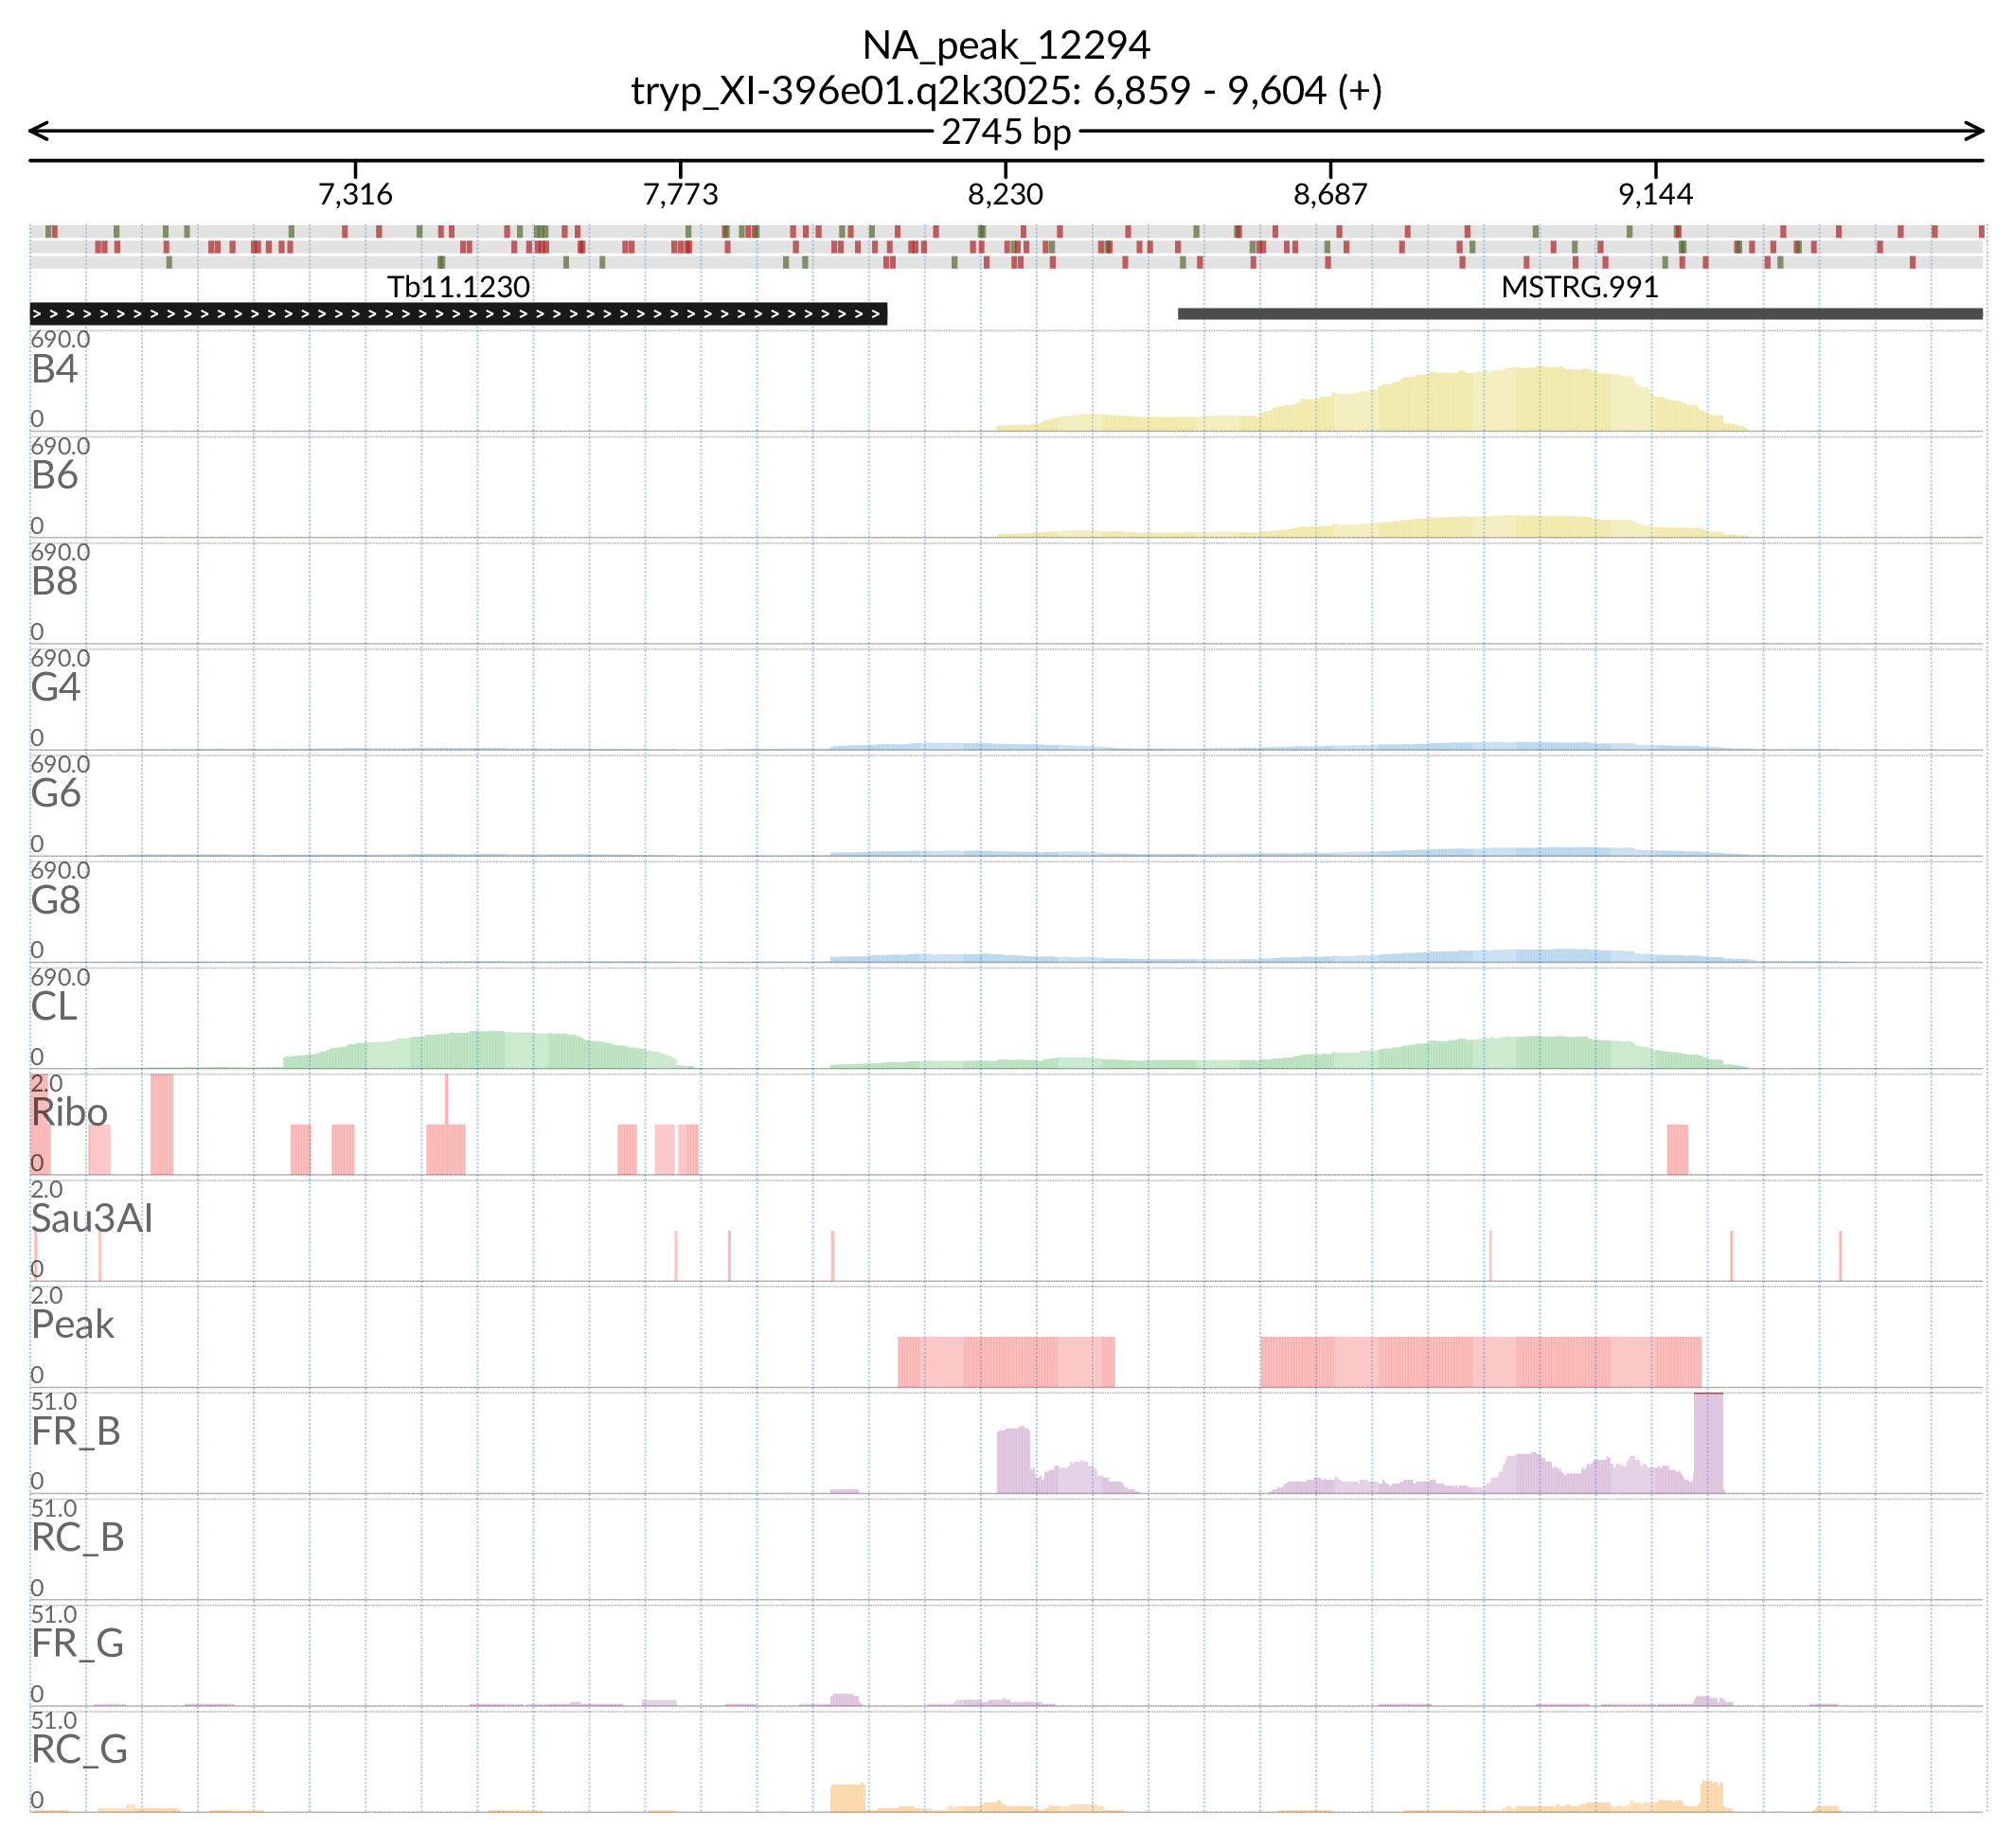 NA_peak_12294
tryp_XI-396e01.q2k3025: 6,859 - 9,604 (+)
2745 bp
7,316 7,773 8,230 8,687 9,144
Tb11.1230 MSTRG.991
690.0
B4
0
690.0
B6
0
690.0
B8
0
690.0
G4
0
690.0
G6
0
690.0
G8
0
690.0
CL
0
2.0
Ribo
0
2.0
Sau3AI
0
2.0
Peak
0
51.0
FR_B
0
51.0
RC_B
0
51.0
FR_G
0
51.0
RC_G
0